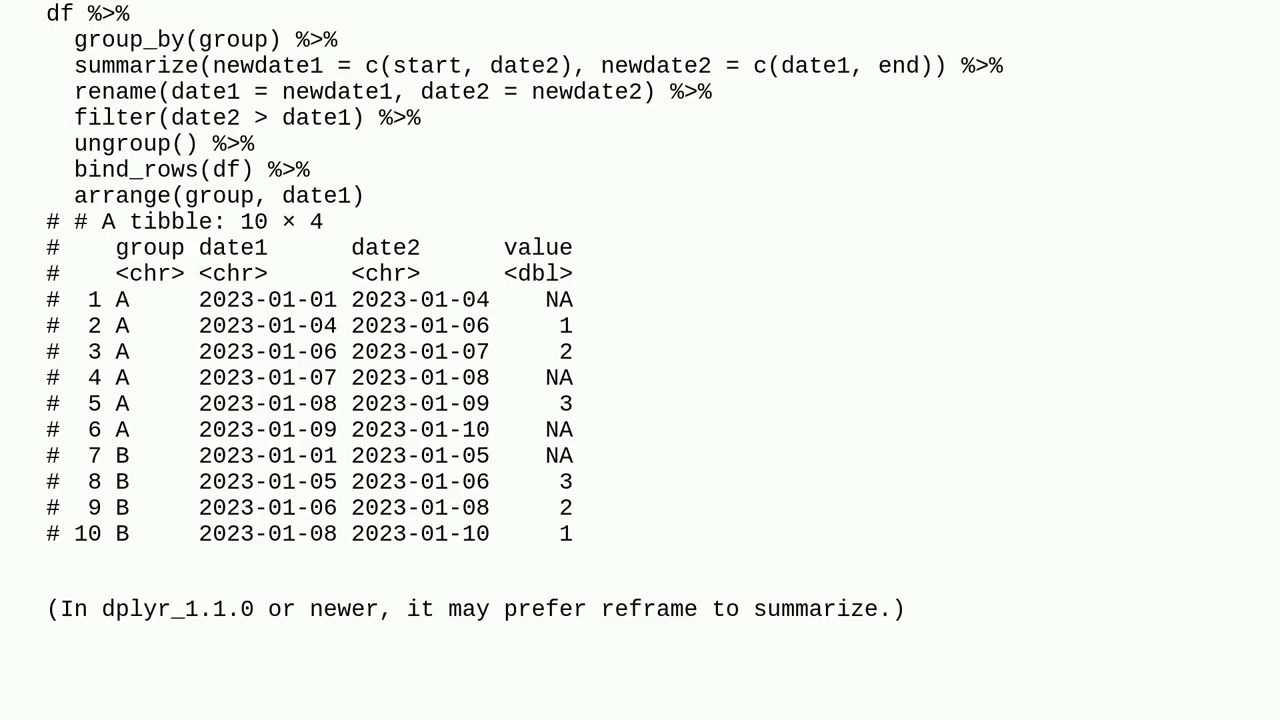 df %>%
  group_by(group) %>%
  summarize(newdate1 = c(start, date2), newdate2 = c(date1, end)) %>%
  rename(date1 = newdate1, date2 = newdate2) %>%
  filter(date2 > date1) %>%
  ungroup() %>%
  bind_rows(df) %>%
  arrange(group, date1)
# # A tibble: 10 × 4
#    group date1      date2      value
#    <chr> <chr>      <chr>      <dbl>
#  1 A     2023-01-01 2023-01-04    NA
#  2 A     2023-01-04 2023-01-06     1
#  3 A     2023-01-06 2023-01-07     2
#  4 A     2023-01-07 2023-01-08    NA
#  5 A     2023-01-08 2023-01-09     3
#  6 A     2023-01-09 2023-01-10    NA
#  7 B     2023-01-01 2023-01-05    NA
#  8 B     2023-01-05 2023-01-06     3
#  9 B     2023-01-06 2023-01-08     2
# 10 B     2023-01-08 2023-01-10     1
(In dplyr_1.1.0 or newer, it may prefer reframe to summarize.)